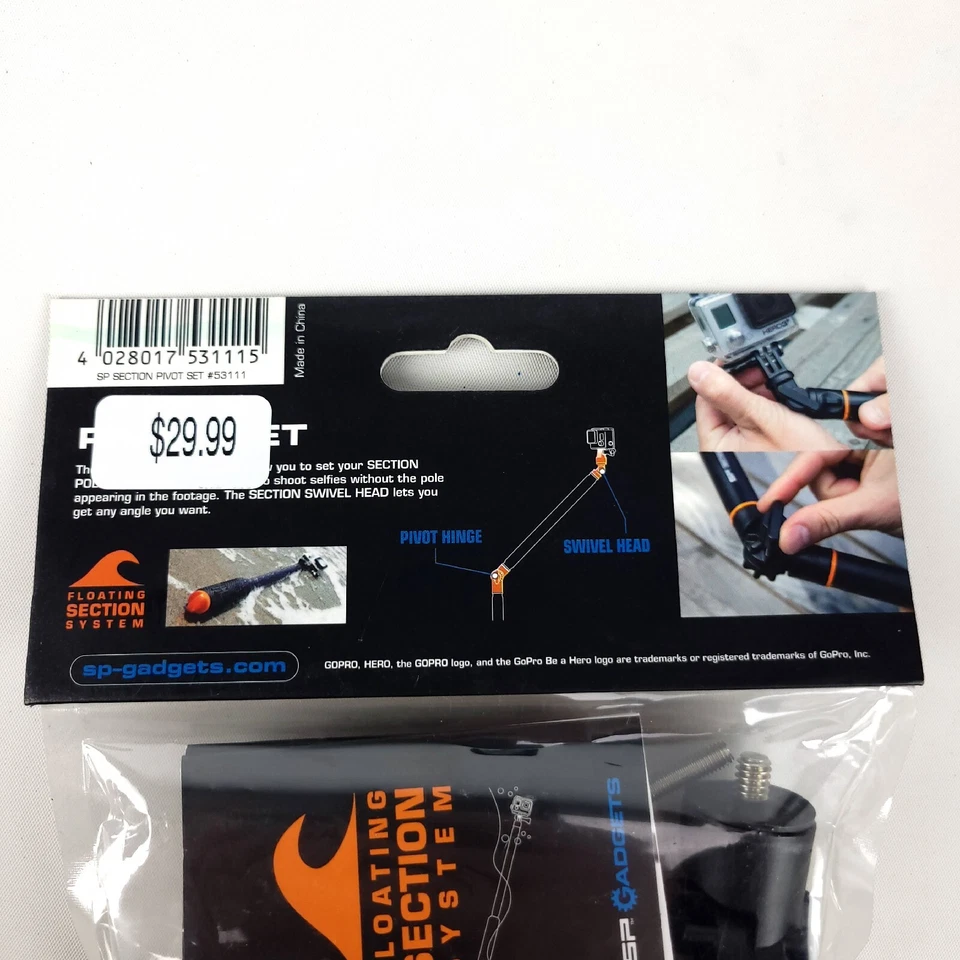 4 028017 531115
SP SECTION PIVOT SET #53111
Made in China
$29.99
ET
you to set your SECTION
shoot selfies without the pole
appearing in the footage. The SECTION SWIVEL HEAD lets you
get any angle you want.
PIVOT HINGE
SWIVEL HEAD
FLOATING
SECTION
SYSTEM
sp-gadgets.com
GOPRO, HERO, the GOPRO logo, and the GoPro Be a Hero logo are trademarks or registered trademarks of GoPro, Inc.
LOATING
SECTION
YSTEM
SP GADGETS